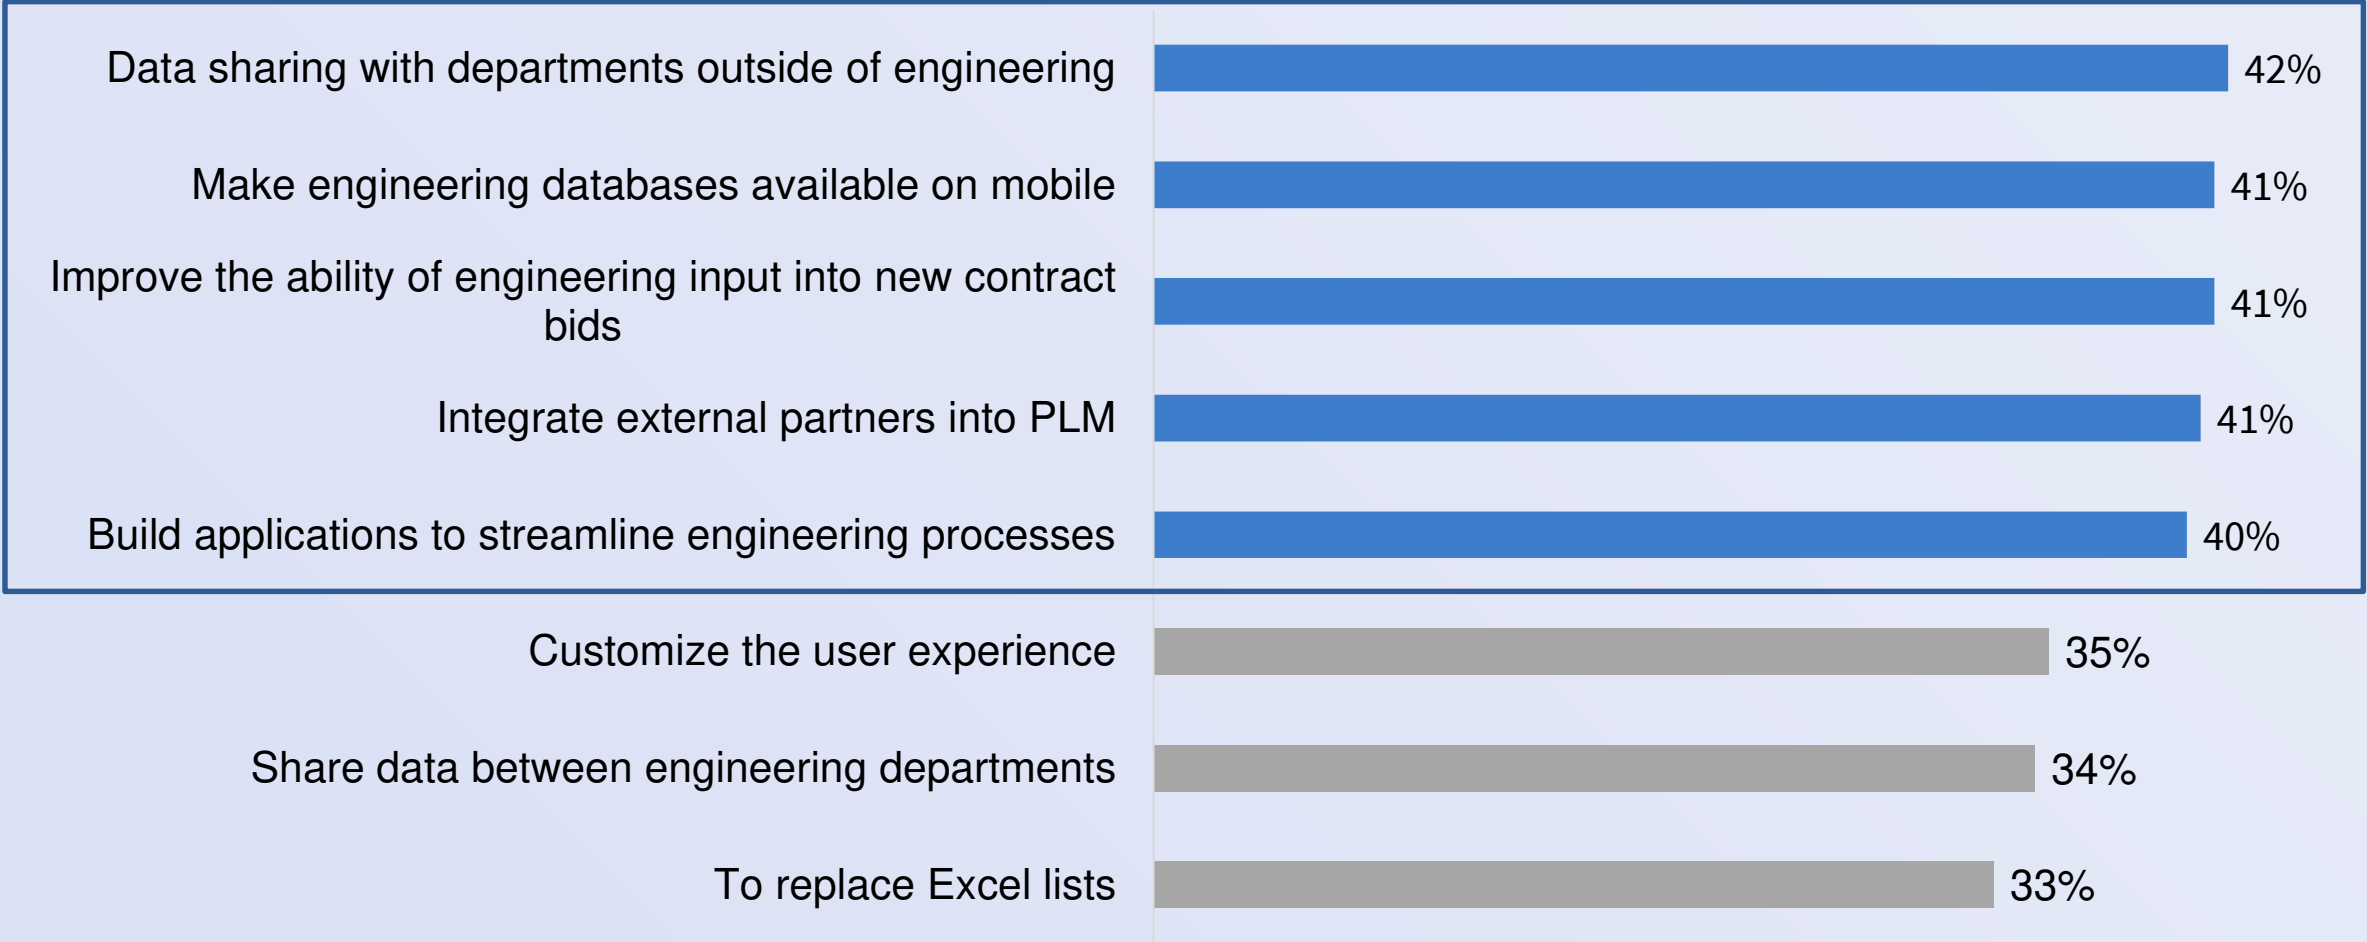 Data sharing with departments outside of engineering 42%
Make engineering databases available on mobile 41%
Improve the ability of engineering input into new contract
bids 41%
Integrate external partners into PLM 41%
Build applications to streamline engineering processes 40%
Customize the user experience 35%
Share data between engineering departments 34%
To replace Excel lists 33%